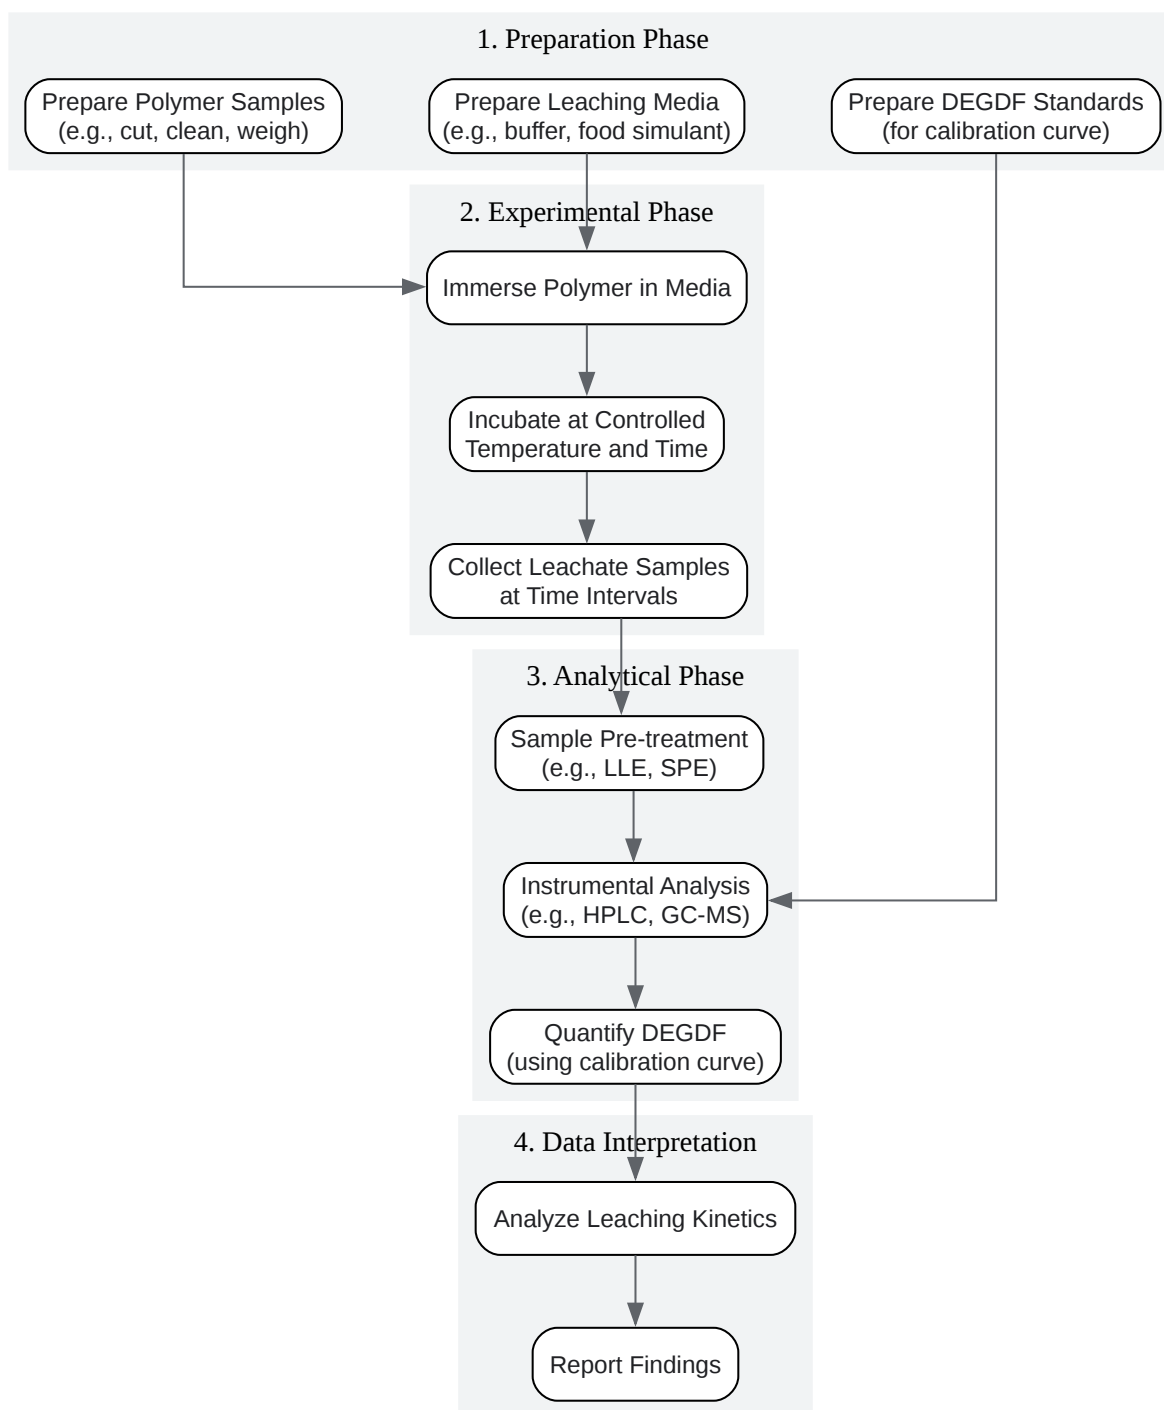 1. Preparation Phase
Prepare Polymer Samples
(e.g., cut, clean, weigh)
Prepare Leaching Media
(e.g., buffer, food simulant)
Prepare DEGDF Standards
(for calibration curve)
2. Experimental Phase
Immerse Polymer in Media
Incubate at Controlled
Temperature and Time
Collect Leachate Samples
at Time Intervals
3. Analytical Phase
Sample Pre-treatment
(e.g., LLE, SPE)
Instrumental Analysis
(e.g., HPLC, GC-MS)
Quantify DEGDF
(using calibration curve)
4. Data Interpretation
Analyze Leaching Kinetics
Report Findings